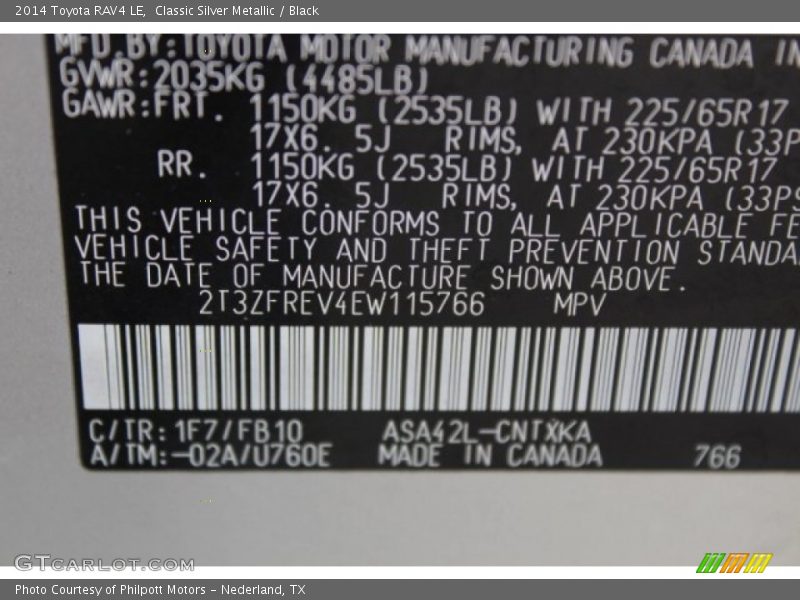 2014 Toyota RAV4 LE,  Classic Silver Metallic / Black
MFD.BY:TOYOTA MOTOR MANUFACTURING CANADA IN
GVWR:2035KG (4485LB)
GAWR:FRT. 1150KG (2535LB) WITH 225/65R17
17X6. 5J RIMS, AT 230KPA (33P
RR. 1150KG (2535LB) WITH 225/65R17
17X6. 5J RIMS, AT 230KPA (33PS
THIS VEHICLE CONFORMS TO ALL APPLICABLE FE
VEHICLE SAFETY AND THEFT PREVENTION STANDA
THE DATE OF MANUFACTURE SHOWN ABOVE.
2T3ZFREV4EW115766 MPV
C/TR:1F7/FB10 ASA42L-CNTXKA
A/TM:-02A/U760E MADE IN CANADA 766
GTCARLOT.COM
Photo Courtesy of Philpott Motors - Nederland, TX